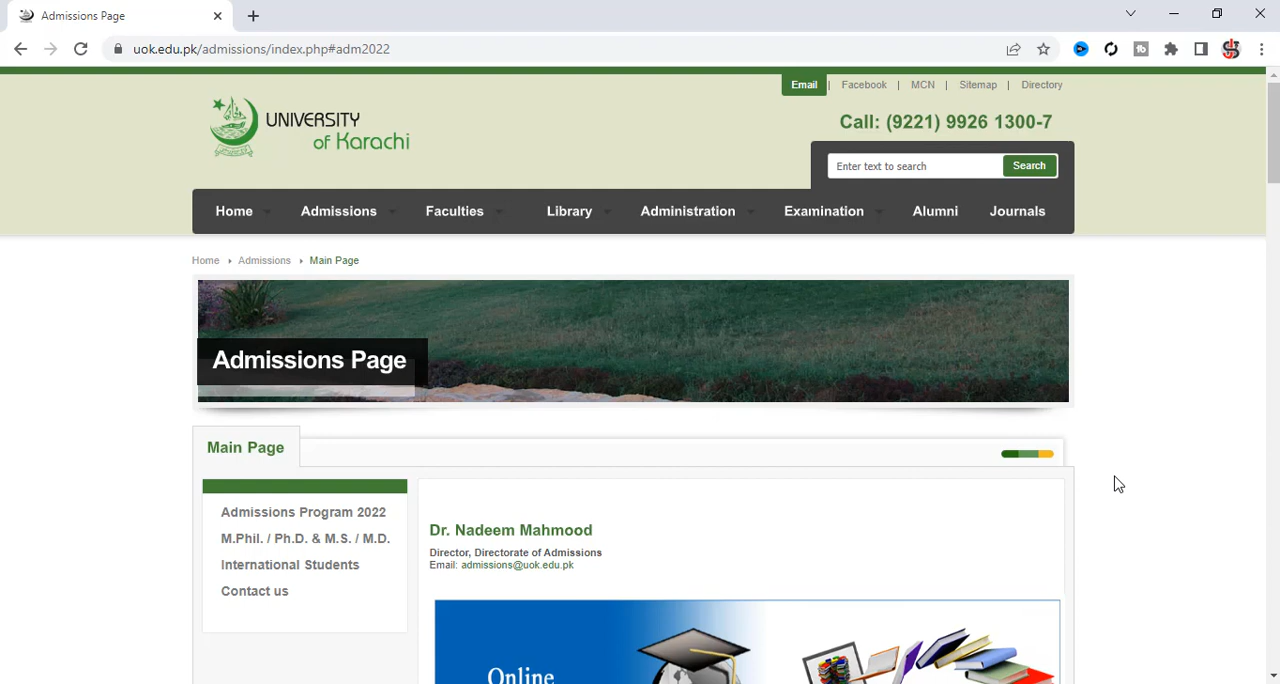 Admissions Page
uok.edu.pk/admissions/index.php#adm2022
Email | Facebook | MCN | Sitemap | Directory
UNIVERSITY
of Karachi
Call: (9221) 9926 1300-7
Enter text to search Search
Home Admissions Faculties Library Administration Examination Alumni Journals
Home Admissions Main Page
Admissions Page
Main Page
Admissions Program 2022
M.Phil. / Ph.D. & M.S. / M.D.
International Students
Contact us
Dr. Nadeem Mahmood
Director, Directorate of Admissions
Email: admissions@uok.edu.pk
Online